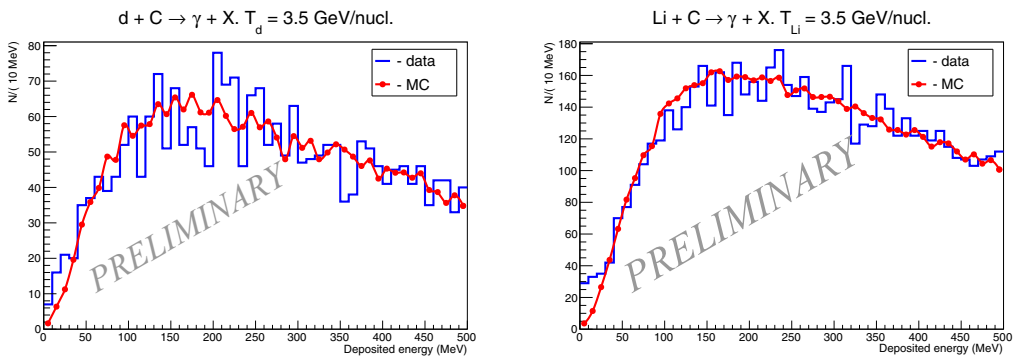 d + C → γ + X. T_d = 3.5 GeV/nucl.
N/( 10 MeV)
80
70
60
50
40
30
20
10
0
- data
- MC
PRELIMINARY
0 50 100 150 200 250 300 350 400 450 500
Deposited energy (MeV)
Li + C → γ + X. T_Li = 3.5 GeV/nucl.
N/( 10 MeV)
180
160
140
120
100
80
60
40
20
0
- data
- MC
PRELIMINARY
0 50 100 150 200 250 300 350 400 450 500
Deposited energy (MeV)